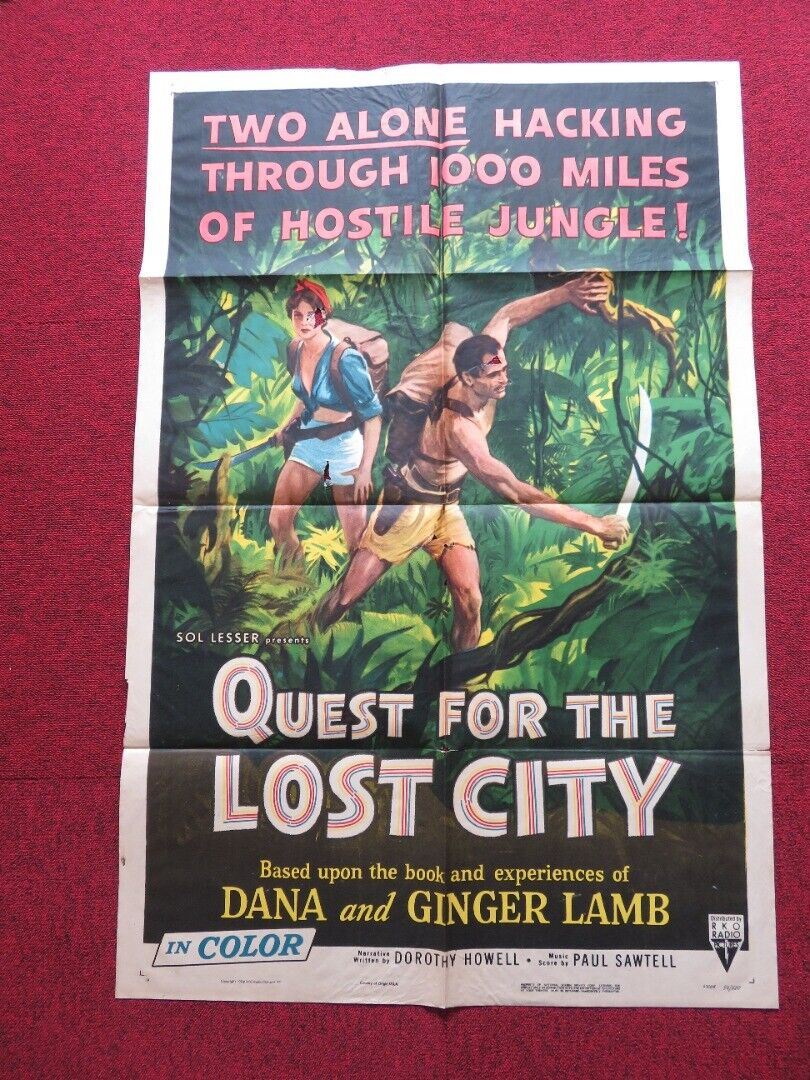 TWO ALONE HACKING
THROUGH 1000 MILES
OF HOSTILE JUNGLE!
SOL LESSER presents
QUEST FOR THE
LOST CITY
Based upon the book and experiences of
DANA and GINGER LAMB
IN COLOR
Narrative
Written by DOROTHY HOWELL • Music
Score by PAUL SAWTELL
Distributed by
RKO
RADIO
PICTURES